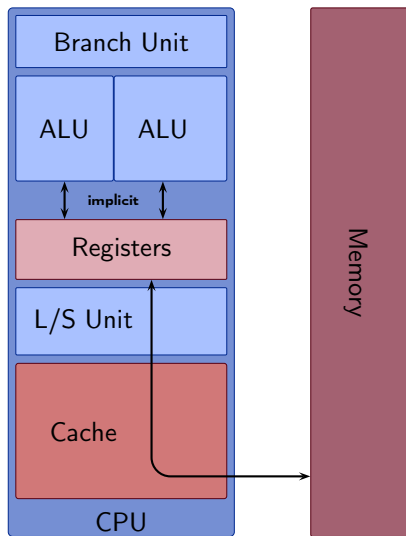 Branch Unit
ALU
ALU
implicit
Registers
L/S Unit
Cache
CPU
Memory